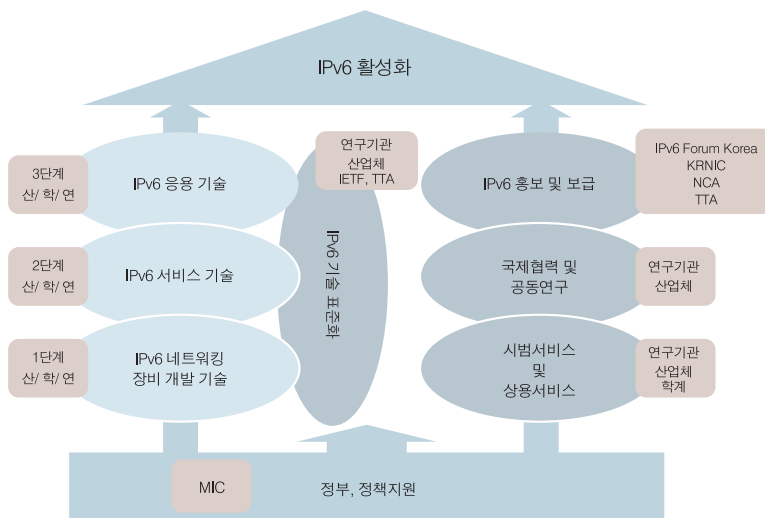 IPv6 활성화
연구기관
산업체
IETF, TTA
IPv6 Forum Korea
KRNIC
NCA
TTA
3단계
산/ 학/ 연
IPv6 응용 기술
IPv6 홍보 및 보급
2단계
산/ 학/ 연
IPv6 서비스 기술
IPv6 기술 표준화
국제협력 및
공동연구
연구기관
산업체
1단계
산/ 학/ 연
IPv6 네트워킹
장비 개발 기술
시범서비스
및
상용서비스
연구기관
산업체
학계
MIC
정부, 정책지원